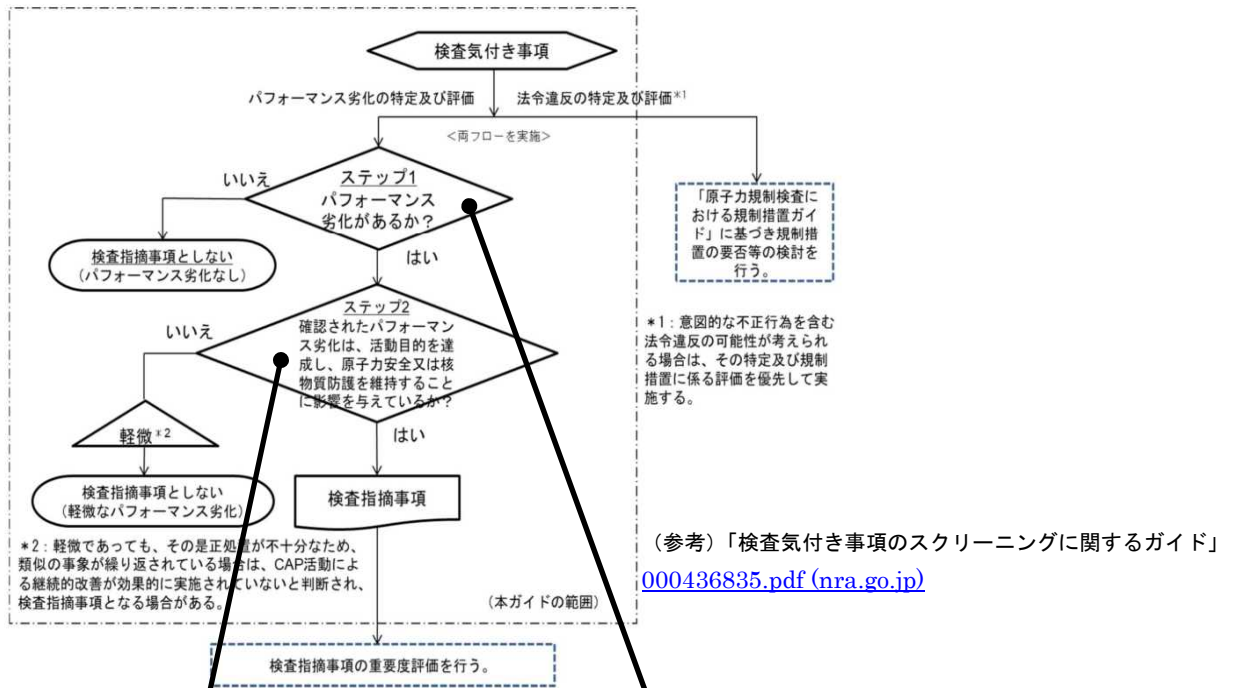 検査気付き事項
パフォーマンス劣化の特定及び評価
法令違反の特定及び評価*1
<両フローを実施>
いいえ
ステップ1
パフォーマンス
劣化があるか？
はい
検査指摘事項としない
（パフォーマンス劣化なし）
「原子力規制検査に
おける規制措置ガイ
ド」に基づき規制措
置の要否等の検討を
行う。
いいえ
ステップ2
確認されたパフォーマン
ス劣化は、活動目的を達
成し、原子力安全又は核
物質防護を維持すること
に影響を与えているか？
はい
*1：意図的な不正行為を含む
法令違反の可能性が考えられ
る場合は、その特定及び規制
措置に係る評価を優先して実
施する。
軽微*2
検査指摘事項としない
（軽微なパフォーマンス劣化）
検査指摘事項
*2：軽微であっても、その是正処置が不十分なため、
類似の事象が繰り返されている場合は、CAP活動によ
る継続的改善が効果的に実施されていないと判断され、
検査指摘事項となる場合がある。
（本ガイドの範囲）
検査指摘事項の重要度評価を行う。
（参考）「検査気付き事項のスクリーニングに関するガイド」
000436835.pdf (nra.go.jp)